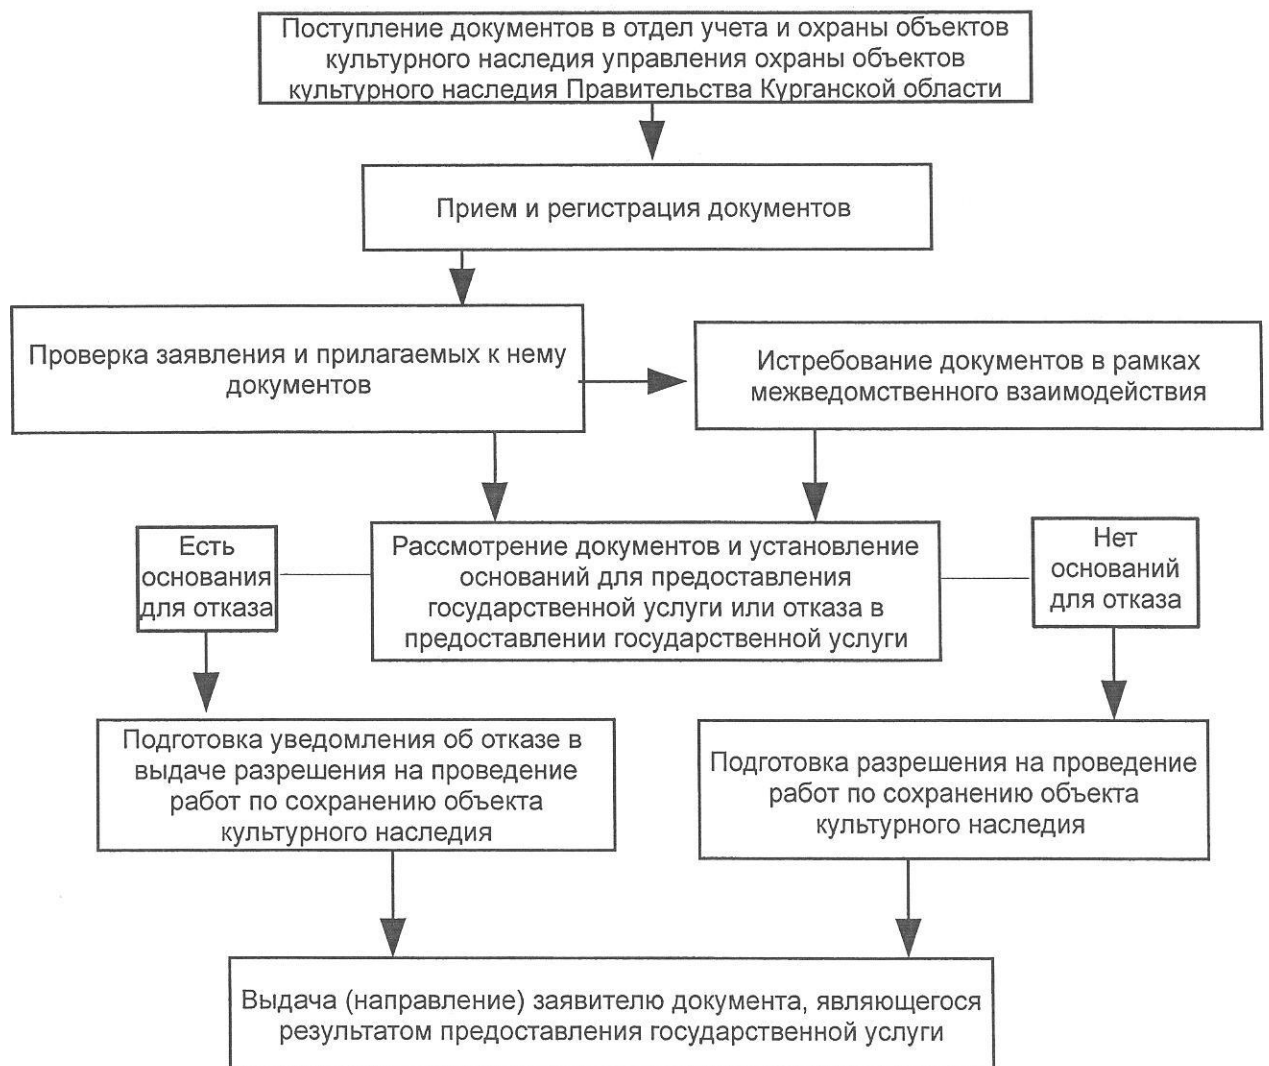 Поступление документов в отдел учета и охраны объектов
культурного наследия управления охраны объектов
культурного наследия Правительства Курганской области
Прием и регистрация документов
Проверка заявления и прилагаемых к нему
документов
Истребование документов в рамках
межведомственного взаимодействия
Есть
основания
для отказа
Рассмотрение документов и установление
оснований для предоставления
государственной услуги или отказа в
предоставлении государственной услуги
Нет
оснований
для отказа
Подготовка уведомления об отказе в
выдаче разрешения на проведение
работ по сохранению объекта
культурного наследия
Подготовка разрешения на проведение
работ по сохранению объекта
культурного наследия
Выдача (направление) заявителю документа, являющегося
результатом предоставления государственной услуги